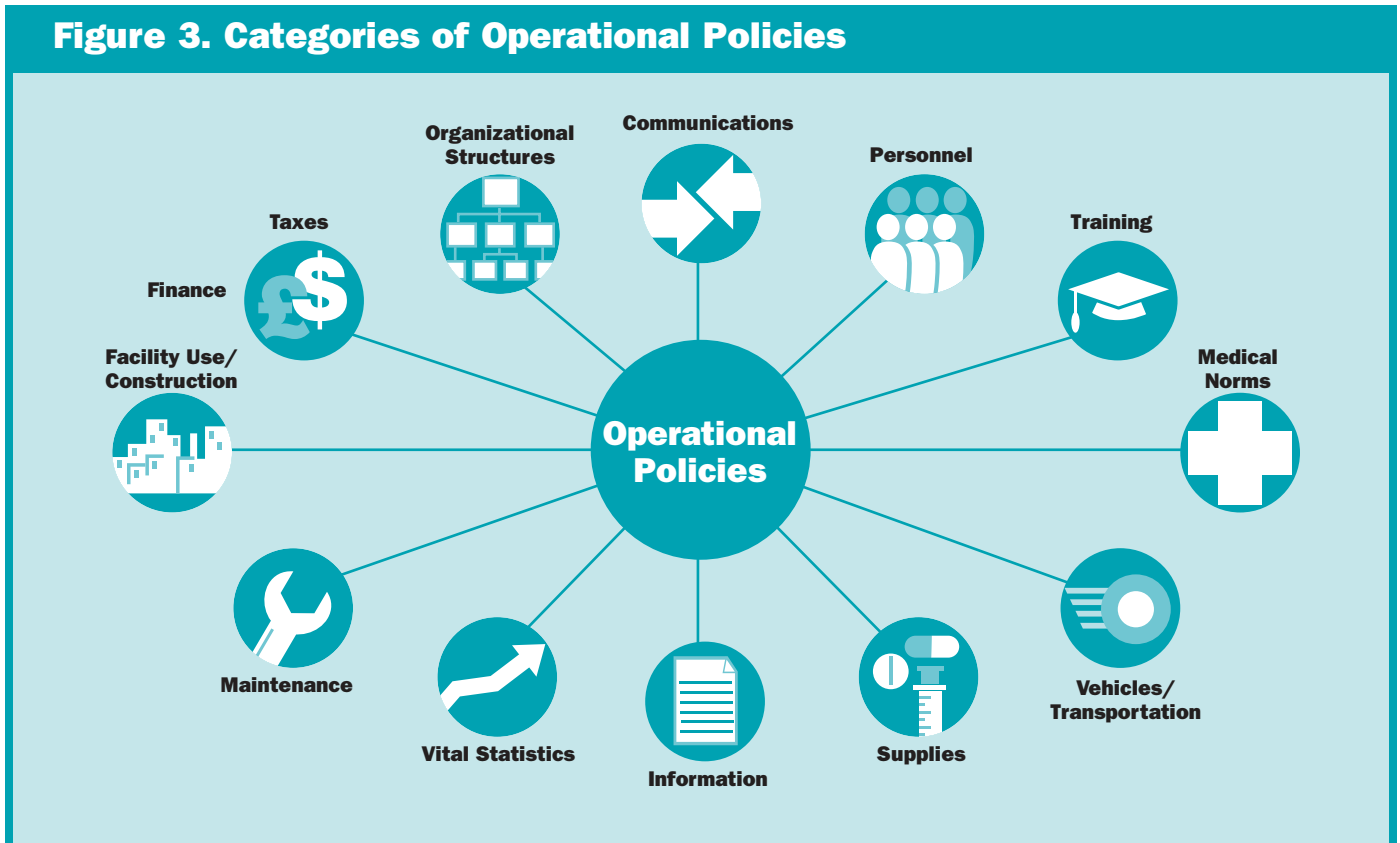 Figure 3. Categories of Operational Policies
Communications
Organizational
Structures
Personnel
Taxes
Training
Finance
$
£
Facility Use/
Construction
Medical
Norms
Operational
Policies
Maintenance
Vehicles/
Transportation
Vital Statistics
Supplies
Information